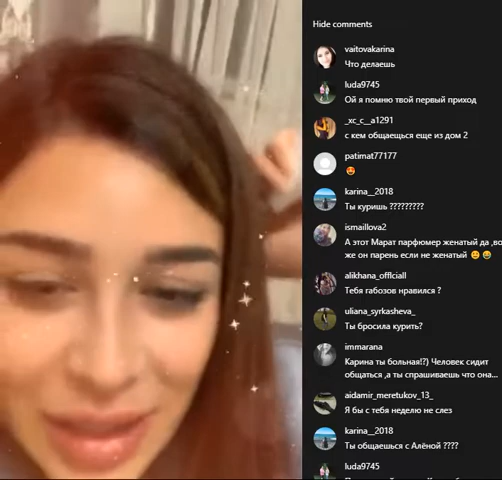 Hide comments
vaitovakarina
Что делаешь
luda9745
Ой я помню твой первый приход
_xc_c__a1291
с кем общаещься еще из дом 2
patimat77177
😍
karina__2018
Ты куришь ?????????
ismaillova2
А этот Марат парфюмер женатый да ,во
же он парень если не женатый 🙂😂
alikhana_offlciall
Тебя габозов нравился ?
uliana_syrkasheva_
Ты бросила курить?
immarana
Карина ты больная!?) Человек сидит
общаться ,а ты спрашиваешь что она...
aidamir_meretukov_13_
Я бы с тебя неделю не слез
karina__2018
Ты общаешься с Алёной ????
luda9745